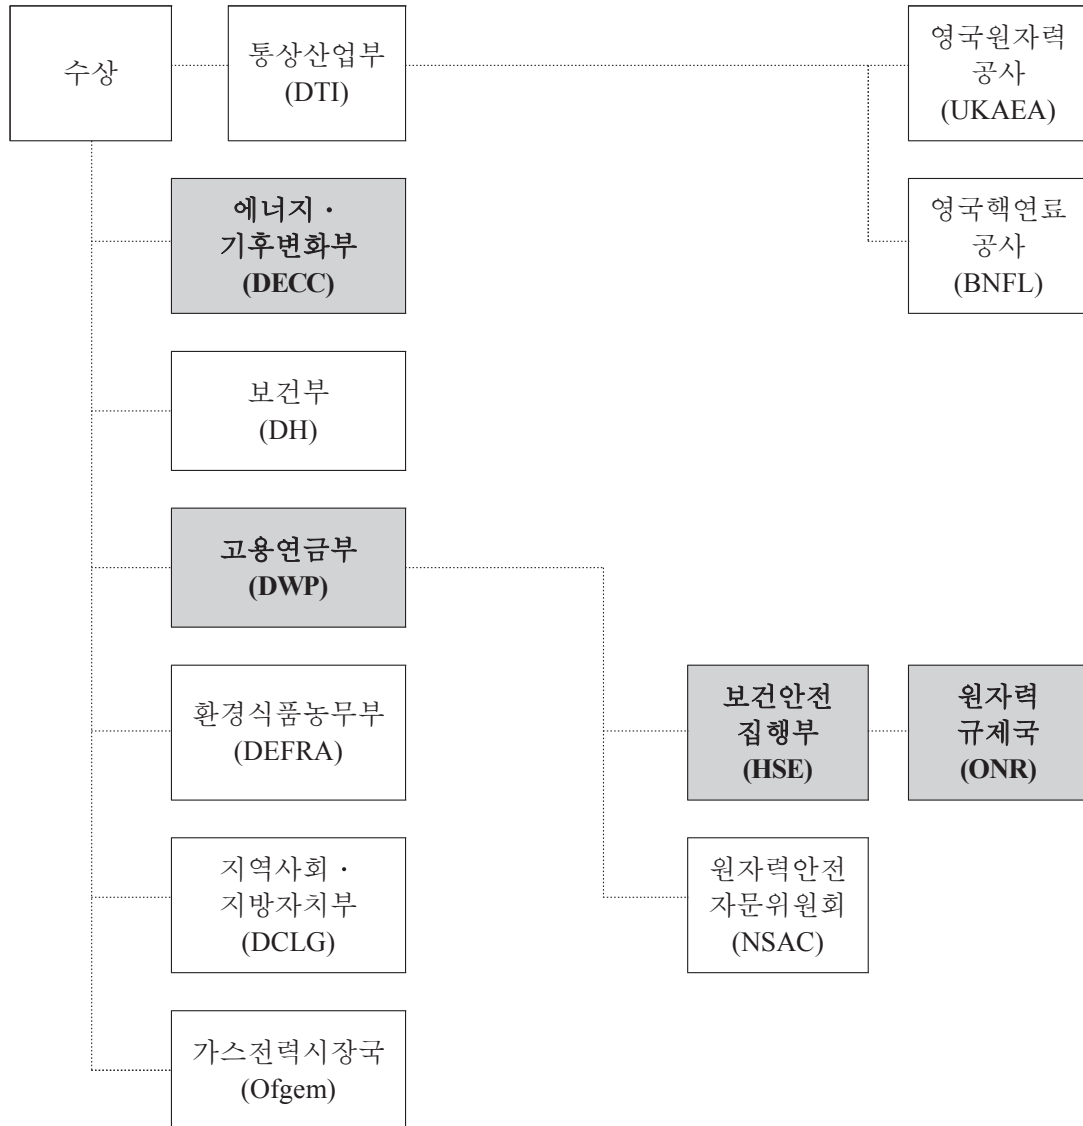 수상
통상산업부
(DTI)
영국원자력
공사
(UKAEA)
에너지 ·
기후변화부
(DECC)
영국핵연료
공사
(BNFL)
보건부
(DH)
고용연금부
(DWP)
환경식품농무부
(DEFRA)
보건안전
집행부
(HSE)
원자력
규제국
(ONR)
지역사회 ·
지방자치부
(DCLG)
원자력안전
자문위원회
(NSAC)
가스전력시장국
(Ofgem)